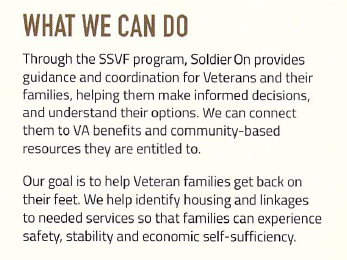 WHAT WE CAN DO
Through the SSVF program, Soldier On provides
guidance and coordination for Veterans and their
families, helping them make informed decisions,
and understand their options. We can connect
them to VA benefits and community-based
resources they are entitled to.
Our goal is to help Veteran families get back on
their feet. We help identify housing and linkages
to needed services so that families can experience
safety, stability and economic self-sufficiency.